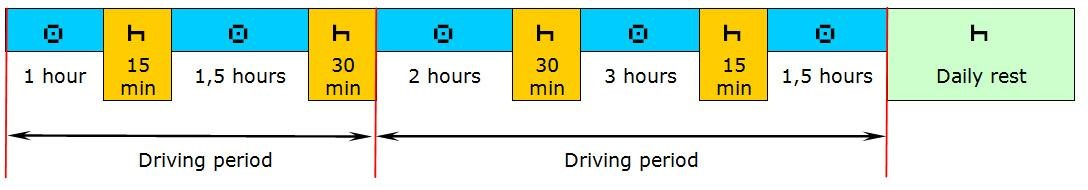 1 hour
15
min
1,5 hours
30
min
2 hours
30
min
3 hours
15
min
1,5 hours
Daily rest
Driving period
Driving period